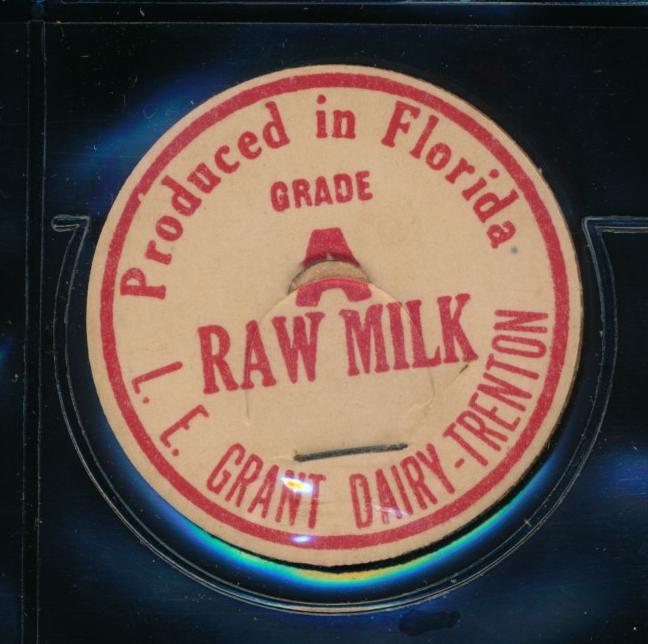 Produced in Florida
GRADE
A
RAW MILK
L. E. GRANT DAIRY-TRENTON